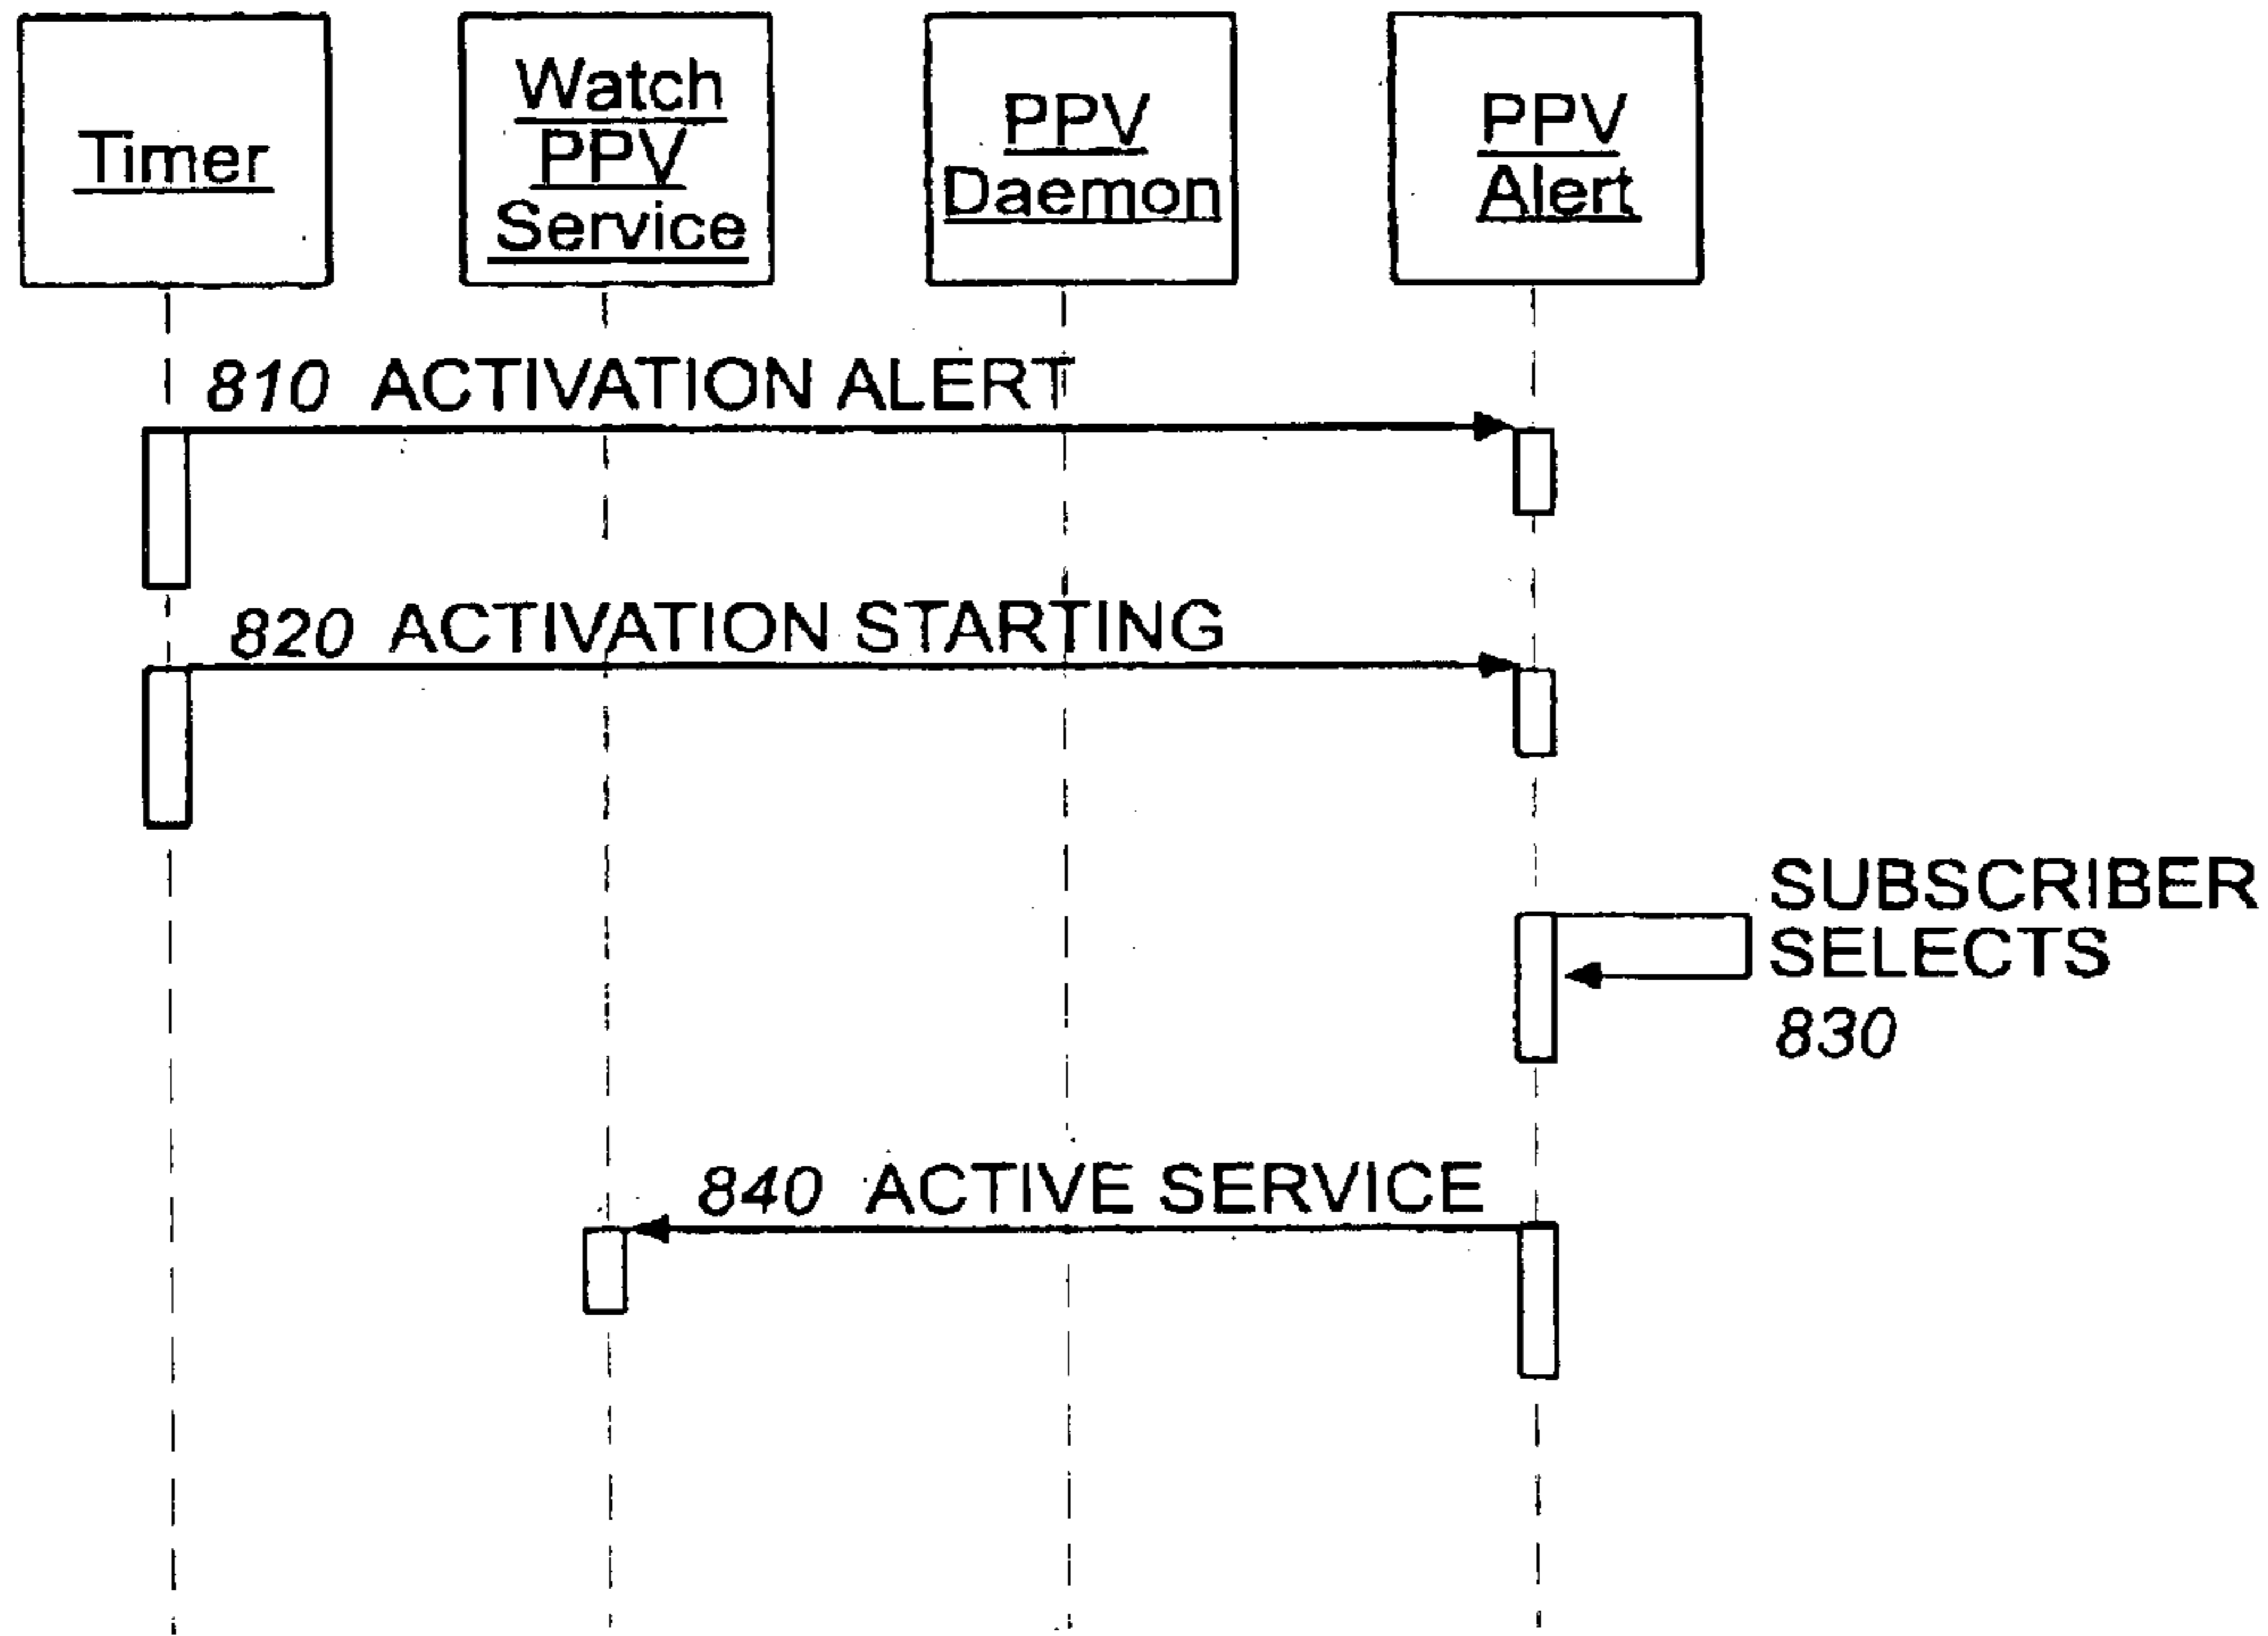 Timer
Watch
PPV
Service
PPV
Daemon
PPV
Alert
810 ACTIVATION ALERT
820 ACTIVATION STARTING
SUBSCRIBER
SELECTS
830
840 ACTIVE SERVICE